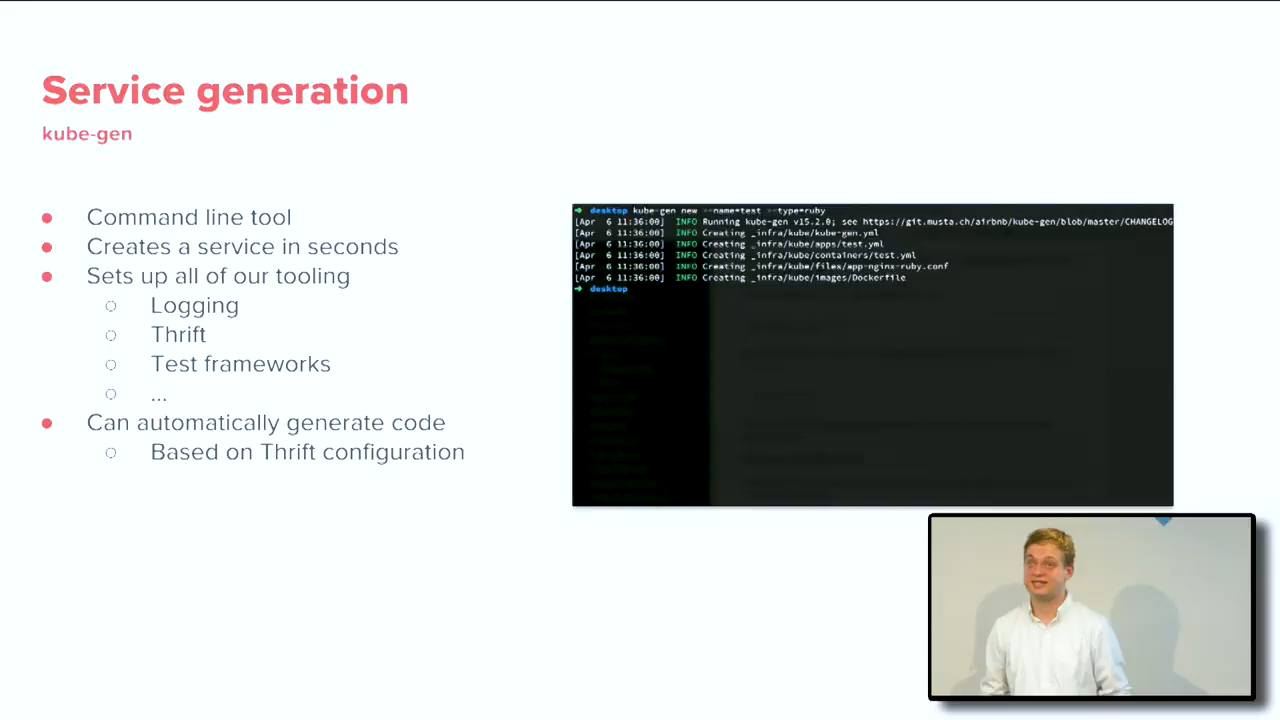 Service generation
kube-gen
Command line tool
Creates a service in seconds
Sets up all of our tooling
Logging
Thrift
Test frameworks
...
Can automatically generate code
Based on Thrift configuration
➜ desktop kube-gen new --name=test --type=ruby
[Apr 6 11:36:00] INFO Running kube-gen v15.2.0; see https://git.musta.ch/airbnb/kube-gen/blob/master/CHANGELOG
[Apr 6 11:36:00] INFO Creating _infra/kube/kube-gen.yml
[Apr 6 11:36:00] INFO Creating _infra/kube/apps/test.yml
[Apr 6 11:36:00] INFO Creating _infra/kube/containers/test.yml
[Apr 6 11:36:00] INFO Creating _infra/kube/files/app-nginx-ruby.conf
[Apr 6 11:36:00] INFO Creating _infra/kube/images/Dockerfile
➜ desktop